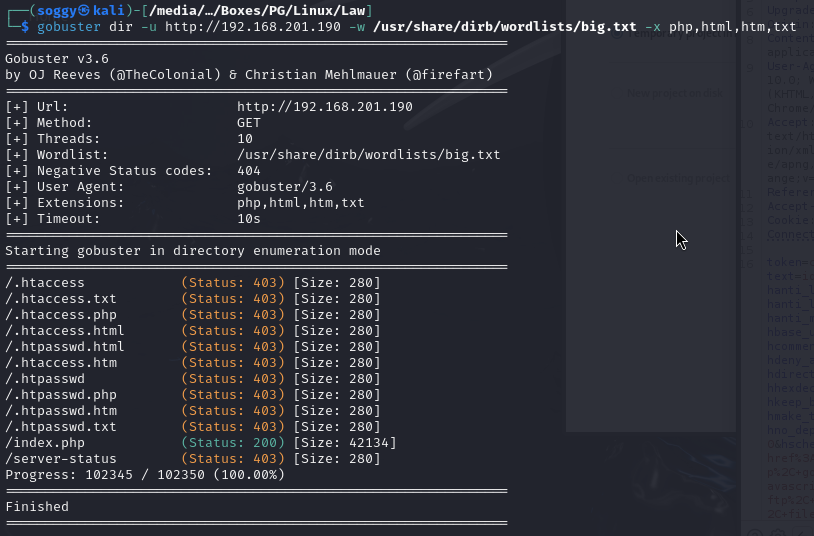 ┌──(soggy㉿kali)-[/media/…/Boxes/PG/Linux/Law]
└─$ gobuster dir -u http://192.168.201.190 -w /usr/share/dirb/wordlists/big.txt -x php,html,htm,txt
===============================================================
Gobuster v3.6
by OJ Reeves (@TheColonial) & Christian Mehlmauer (@firefart)
===============================================================
[+] Url:                     http://192.168.201.190
[+] Method:                  GET
[+] Threads:                 10
[+] Wordlist:                /usr/share/dirb/wordlists/big.txt
[+] Negative Status codes:   404
[+] User Agent:              gobuster/3.6
[+] Extensions:              php,html,htm,txt
[+] Timeout:                 10s
===============================================================
Starting gobuster in directory enumeration mode
===============================================================
/.htaccess            (Status: 403) [Size: 280]
/.htaccess.txt        (Status: 403) [Size: 280]
/.htaccess.php        (Status: 403) [Size: 280]
/.htaccess.html       (Status: 403) [Size: 280]
/.htpasswd.html       (Status: 403) [Size: 280]
/.htaccess.htm        (Status: 403) [Size: 280]
/.htpasswd            (Status: 403) [Size: 280]
/.htpasswd.php        (Status: 403) [Size: 280]
/.htpasswd.htm        (Status: 403) [Size: 280]
/.htpasswd.txt        (Status: 403) [Size: 280]
/index.php            (Status: 200) [Size: 42134]
/server-status        (Status: 403) [Size: 280]
Progress: 102345 / 102350 (100.00%)
===============================================================
Finished
===============================================================
New project on disk
Open existing project